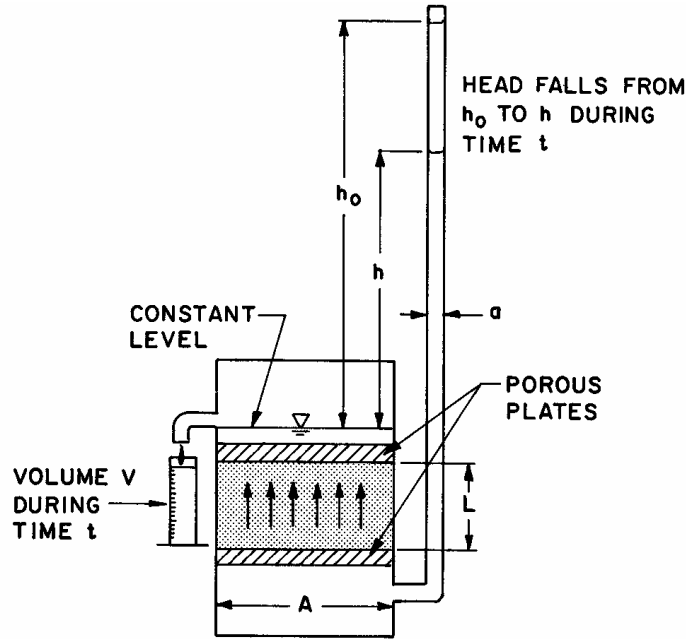 HEAD FALLS FROM
h₀ TO h DURING
TIME t
h₀
h
a
CONSTANT
LEVEL
POROUS
PLATES
VOLUME V
DURING
TIME t
L
A